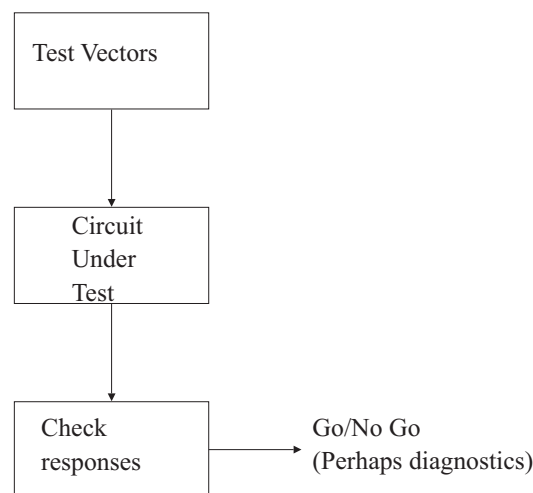 Test Vectors
Circuit
Under
Test
Check
responses
Go/No Go
(Perhaps diagnostics)